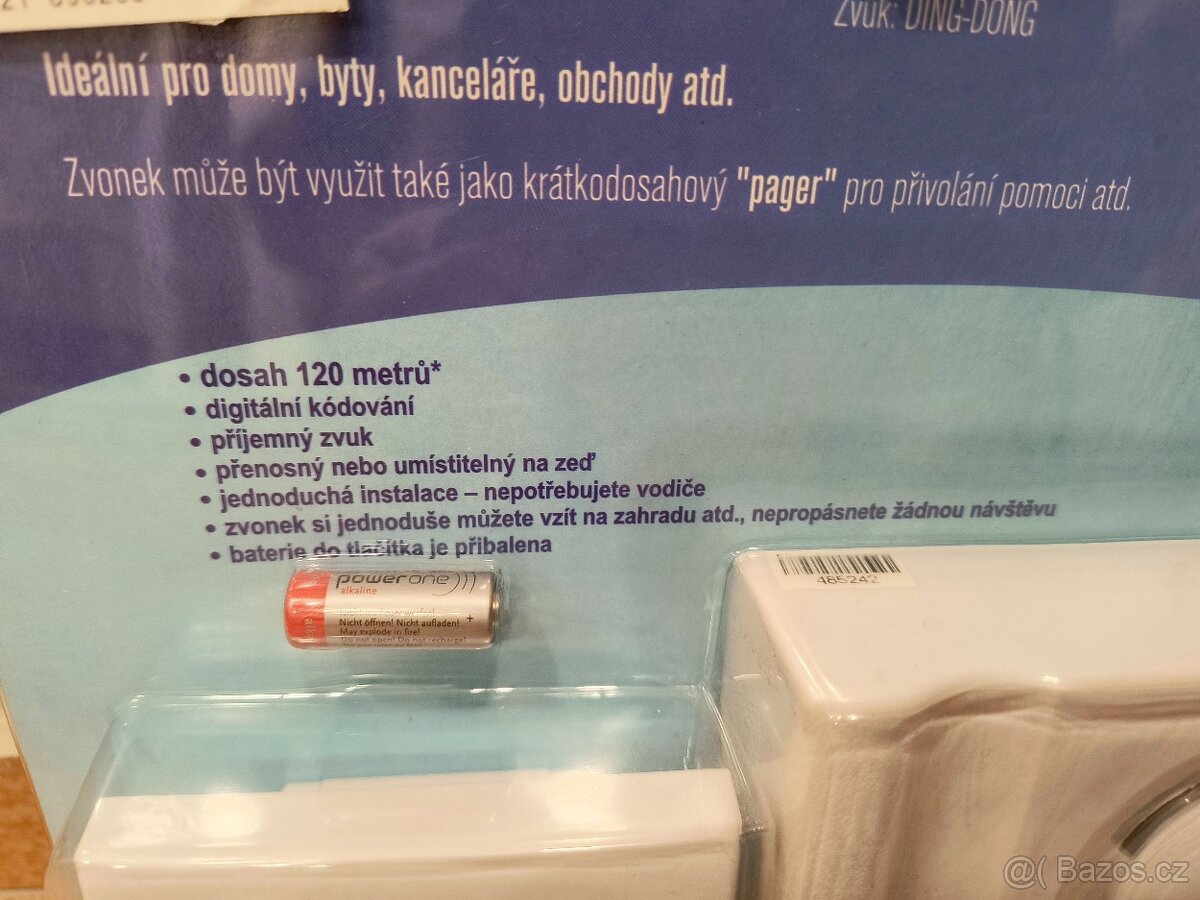 Zvuk: DING-DONG
Ideální pro domy, byty, kanceláře, obchody atd.
Zvonek může být využit také jako krátkodosahový "pager" pro přivolání pomoci atd.
• dosah 120 metrů*
• digitální kódování
• příjemný zvuk
• přenosný nebo umístitelný na zeď
• jednoduchá instalace – nepotřebujete vodiče
• zvonek si jednoduše můžete vzít na zahradu atd., nepropásnete žádnou návštěvu
• baterie do tlačítka je přibalena
power one
alkaline
Nicht öffnen! Nicht aufladen!
May explode in fire!
Do not open! Do not recharge!
+
485242
@( Bazos.cz